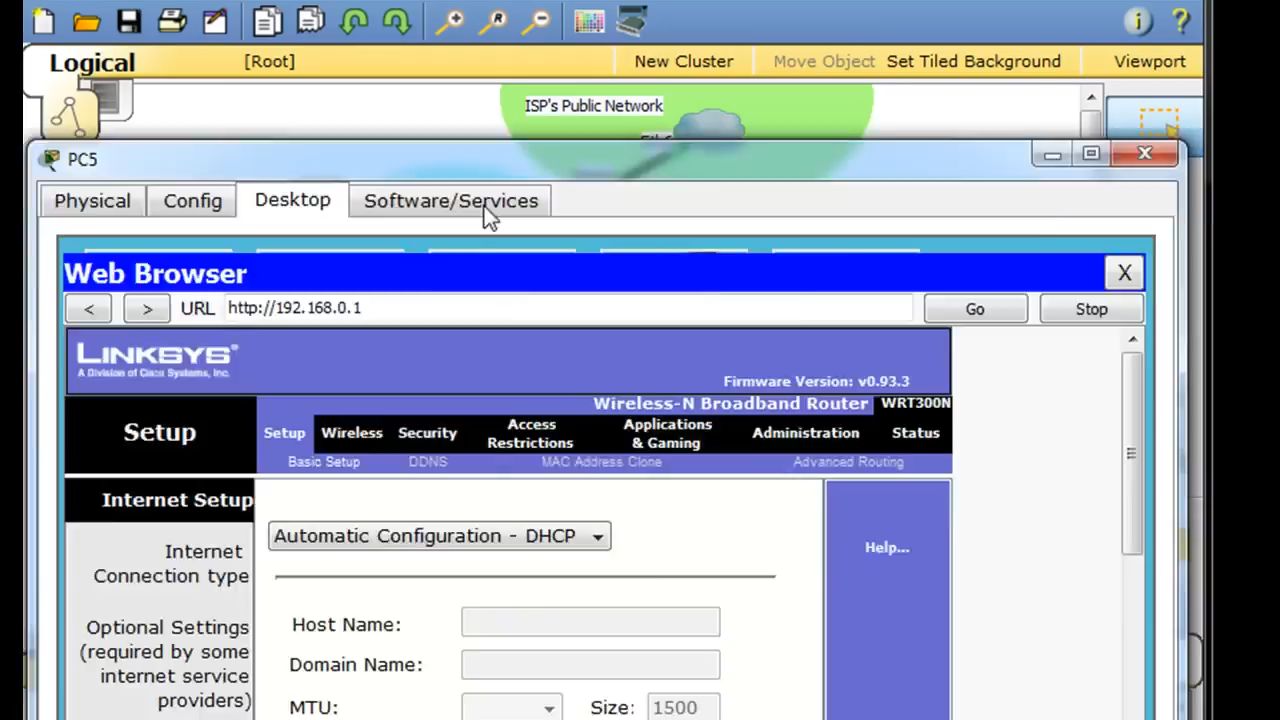 Logical [Root] New Cluster Move Object Set Tiled Background Viewport
ISP's Public Network
PC5
Physical Config Desktop Software/Services
Web Browser X
< > URL http://192.168.0.1 Go Stop
LINKSYS®
A Division of Cisco Systems, Inc.
Firmware Version: v0.93.3
Wireless-N Broadband Router WRT300N
Setup
Setup Wireless Security Access Restrictions Applications & Gaming Administration Status
Basic Setup DDNS MAC Address Clone Advanced Routing
Internet Setup
Internet
Connection type
Automatic Configuration - DHCP
Help...
Optional Settings
(required by some
internet service
providers)
Host Name:
Domain Name:
MTU: Size: 1500